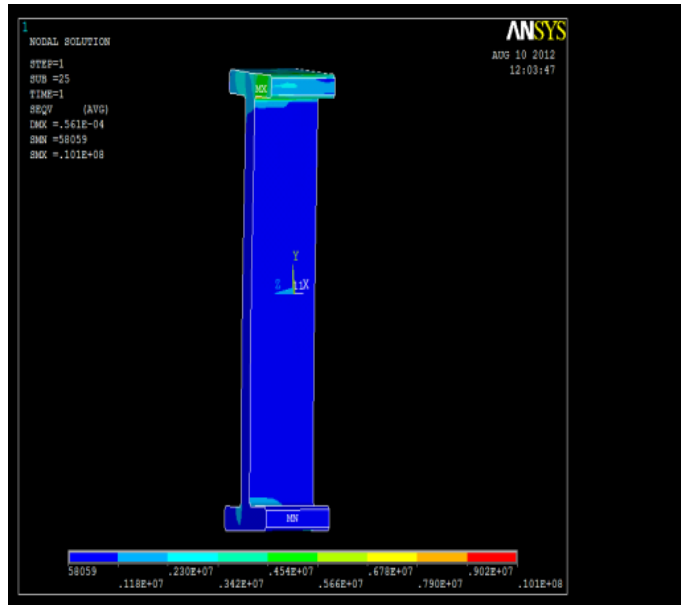 1
NODAL SOLUTION
STEP=1
SUB =25
TIME=1
SEQV (AVG)
DMX =.561E-04
SMN =58059
SMX =.101E+08
ANSYS
AUG 10 2012
12:03:47
MX
Y
Z X
MN
58059 .230E+07 .454E+07 .678E+07 .902E+07
.118E+07 .342E+07 .566E+07 .790E+07 .101E+08